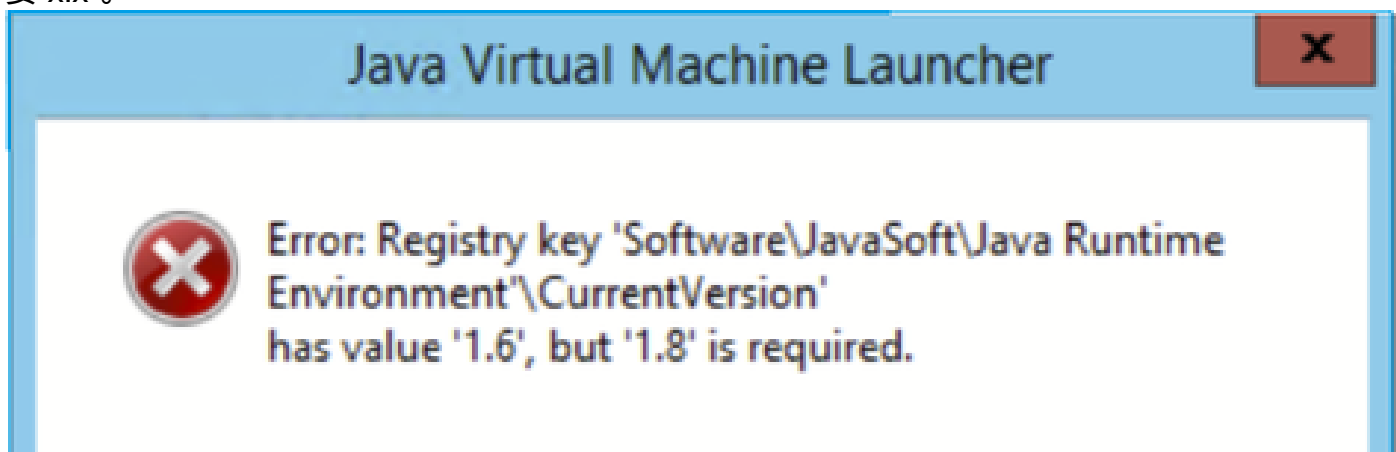 Java Virtual Machine Launcher
x
Error: Registry key 'Software\JavaSoft\Java Runtime
Environment'\CurrentVersion'
has value '1.6', but '1.8' is required.